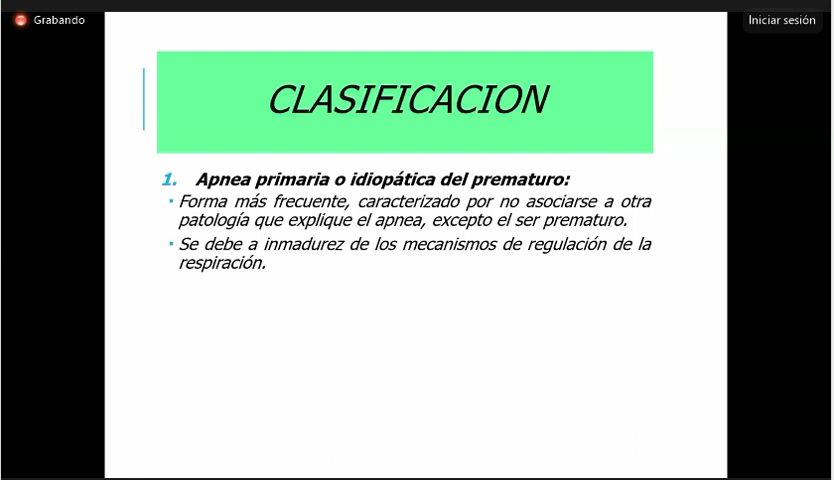 Grabando
Iniciar sesión
CLASIFICACION
1. Apnea primaria o idiopática del prematuro:
▪ Forma más frecuente, caracterizado por no asociarse a otra
patología que explique el apnea, excepto el ser prematuro.
▪ Se debe a inmadurez de los mecanismos de regulación de la
respiración.